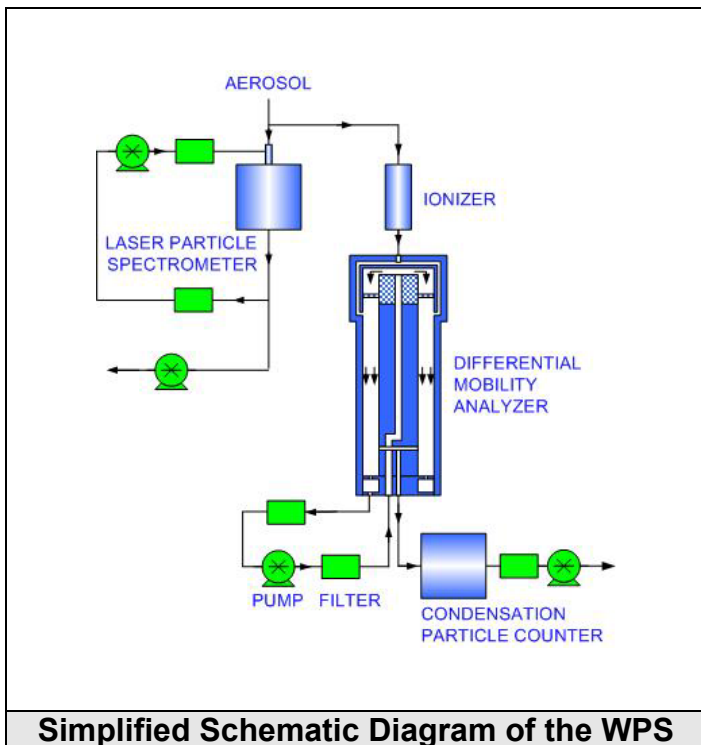 AEROSOL
IONIZER
LASER PARTICLE
SPECTROMETER
DIFFERENTIAL
MOBILITY
ANALYZER
PUMP FILTER
CONDENSATION
PARTICLE COUNTER
Simplified Schematic Diagram of the WPS